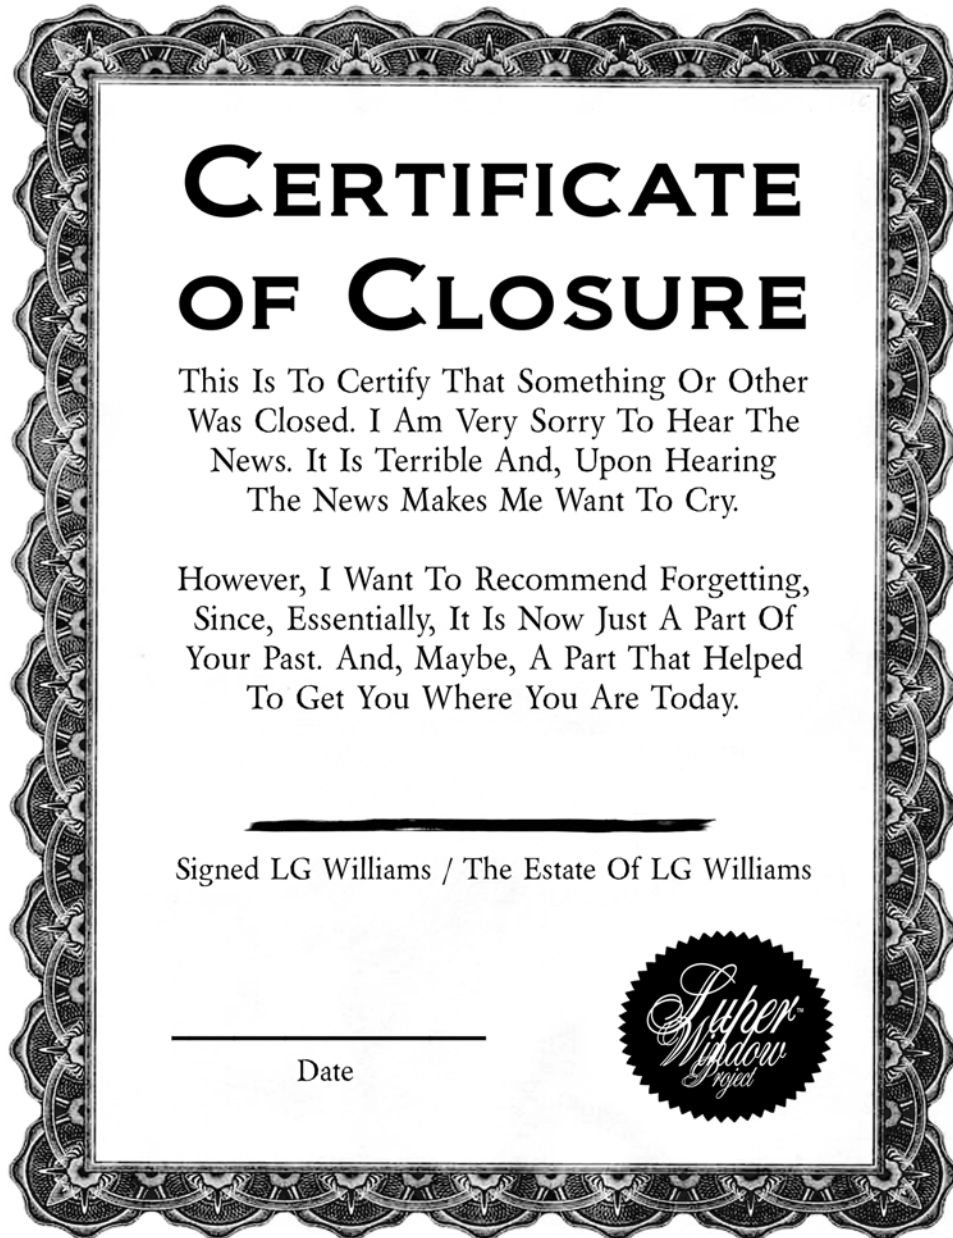 CERTIFICATE
OF CLOSURE
This Is To Certify That Something Or Other
Was Closed. I Am Very Sorry To Hear The
News. It Is Terrible And, Upon Hearing
The News Makes Me Want To Cry.
However, I Want To Recommend Forgetting,
Since, Essentially, It Is Now Just A Part Of
Your Past. And, Maybe, A Part That Helped
To Get You Where You Are Today.
Signed LG Williams / The Estate Of LG Williams
Date
Super™
Window
Project